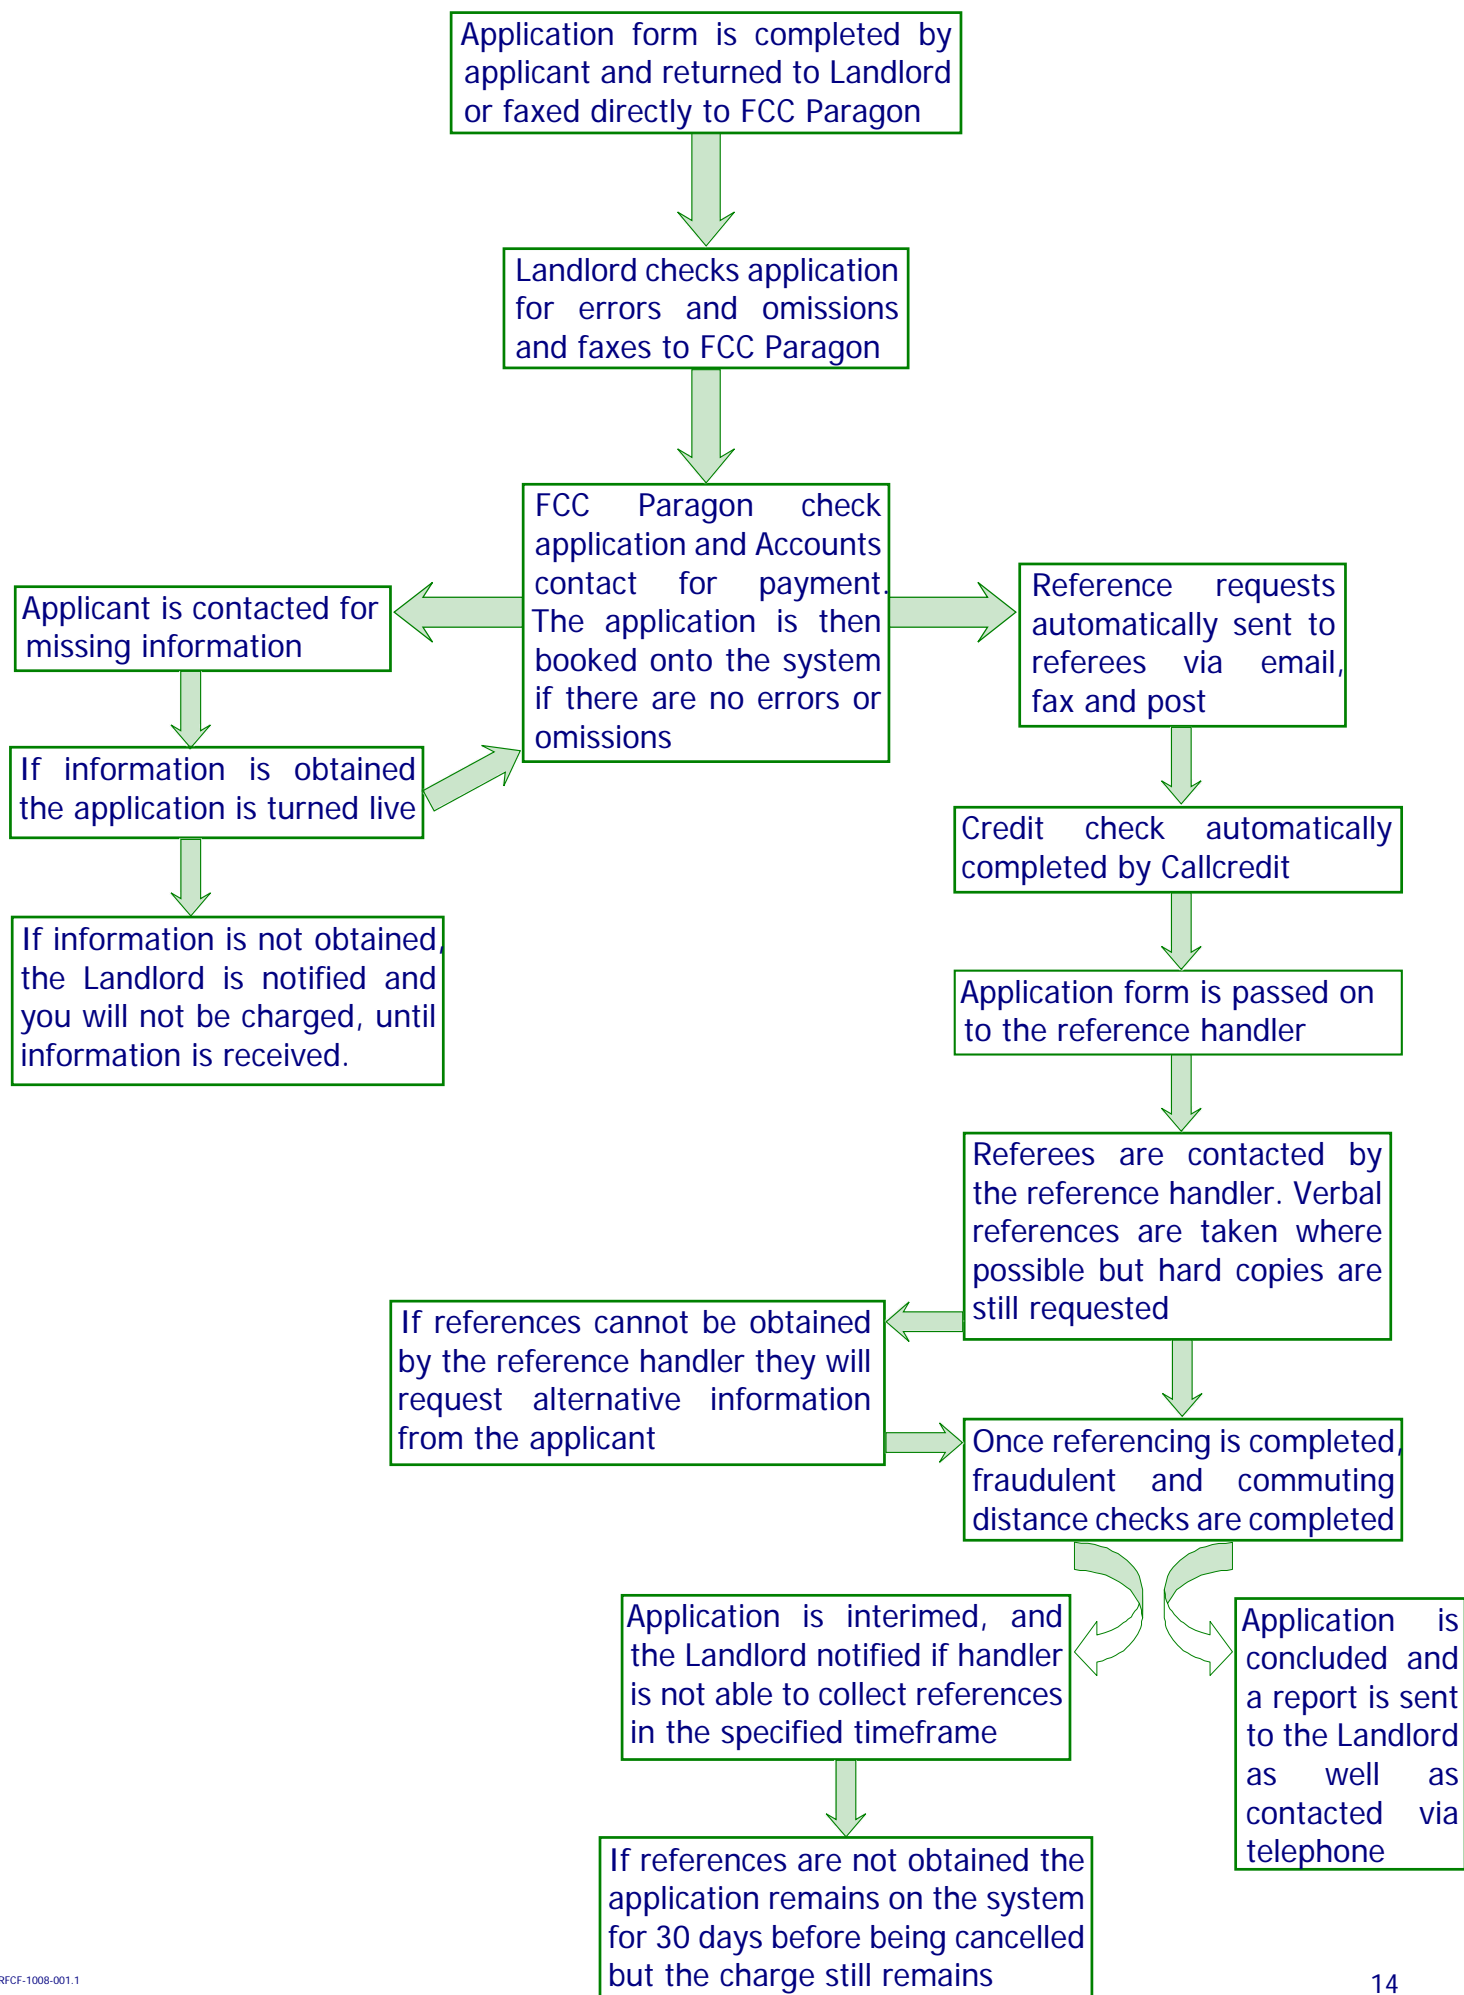 Application form is completed by
applicant and returned to Landlord
or faxed directly to FCC Paragon
Landlord checks application
for errors and omissions
and faxes to FCC Paragon
FCC Paragon check
application and Accounts
contact for payment.
The application is then
booked onto the system
if there are no errors or
omissions
Applicant is contacted for
missing information
If information is obtained
the application is turned live
If information is not obtained,
the Landlord is notified and
you will not be charged, until
information is received.
Reference requests
automatically sent to
referees via email,
fax and post
Credit check automatically
completed by Callcredit
Application form is passed on
to the reference handler
Referees are contacted by
the reference handler. Verbal
references are taken where
possible but hard copies are
still requested
If references cannot be obtained
by the reference handler they will
request alternative information
from the applicant
Once referencing is completed,
fraudulent and commuting
distance checks are completed
Application is interimed, and
the Landlord notified if handler
is not able to collect references
in the specified timeframe
Application is
concluded and
a report is sent
to the Landlord
as well as
contacted via
telephone
If references are not obtained the
application remains on the system
for 30 days before being cancelled
but the charge still remains
RFCF-1008-001.1
14